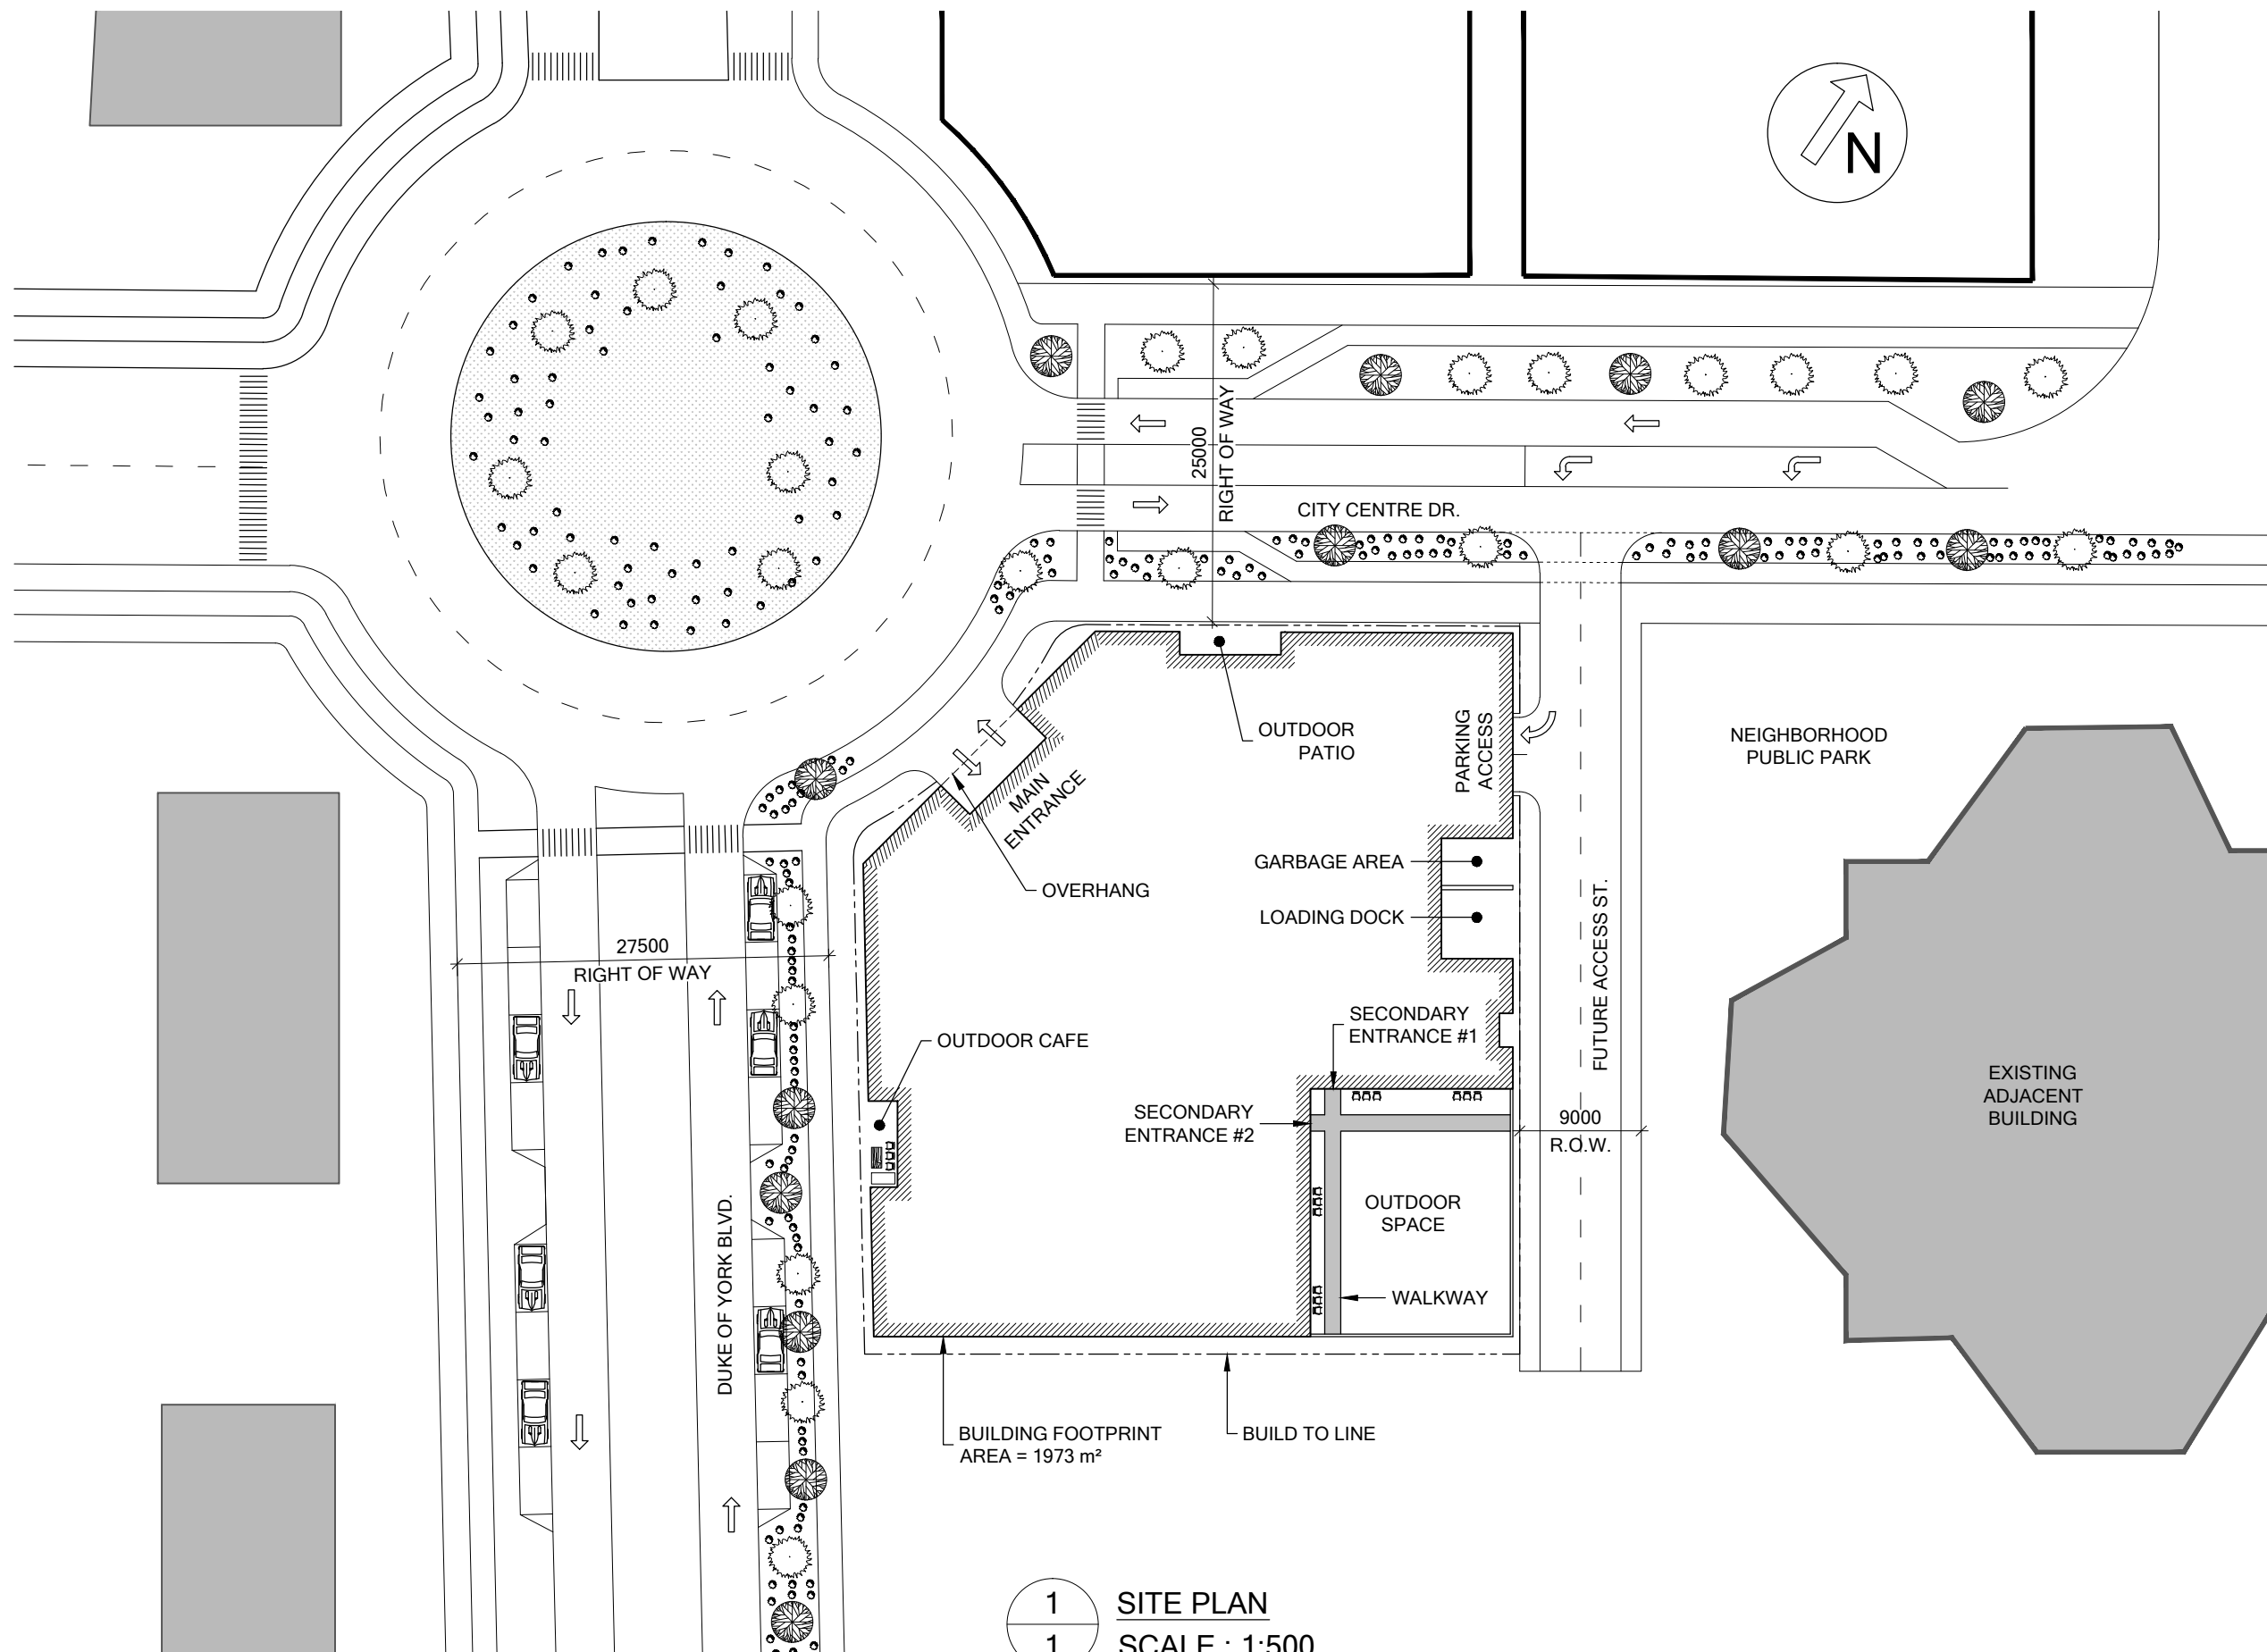 N
25000
RIGHT OF WAY
CITY CENTRE DR.
OUTDOOR
PATIO
PARKING
ACCESS
NEIGHBORHOOD
PUBLIC PARK
MAIN
ENTRANCE
OVERHANG
GARBAGE AREA
LOADING DOCK
FUTURE ACCESS ST.
27500
RIGHT OF WAY
OUTDOOR CAFE
SECONDARY
ENTRANCE #1
SECONDARY
ENTRANCE #2
9000
R.O.W.
EXISTING
ADJACENT
BUILDING
OUTDOOR
SPACE
WALKWAY
DUKE OF YORK BLVD.
BUILDING FOOTPRINT
AREA = 1973 m²
BUILD TO LINE
1
SITE PLAN
1
SCALE : 1:500